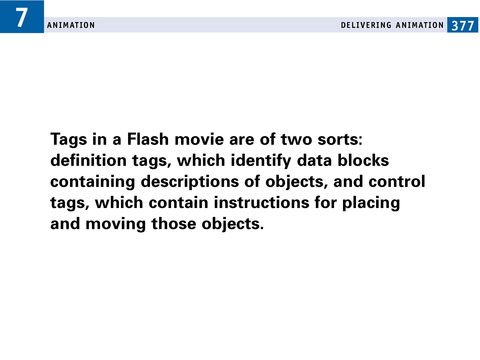 7
ANIMATION
DELIVERING ANIMATION 377
Tags in a Flash movie are of two sorts:
definition tags, which identify data blocks
containing descriptions of objects, and control
tags, which contain instructions for placing
and moving those objects.